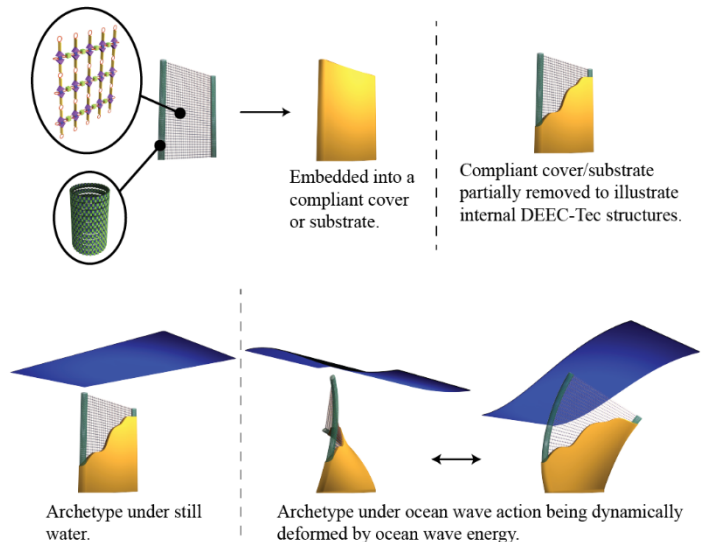 Embedded into a
compliant cover
or substrate.
Compliant cover/substrate
partially removed to illustrate
internal DEEC-Tec structures.
Archetype under still
water.
Archetype under ocean wave action being dynamically
deformed by ocean wave energy.